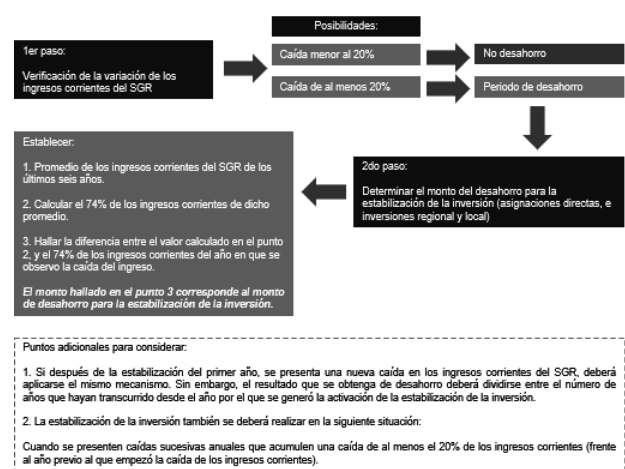 Posibilidades:
1er paso:
Verificación de la variación de los
ingresos corrientes del SGR
Caída menor al 20%
No desahorro
Caída de al menos 20%
Periodo de desahorro
2do paso:
Determinar el monto del desahorro para la
estabilización de la inversión (asignaciones directas, e
inversiones regional y local)
Establecer:
1. Promedio de los ingresos corrientes del SGR de los
últimos seis años.
2. Calcular el 74% de los ingresos corrientes de dicho
promedio.
3. Hallar la diferencia entre el valor calculado en el punto
2, y el 74% de los ingresos corrientes del año en que se
observo la caída del ingreso.
El monto hallado en el punto 3 corresponde al monto
de desahorro para la estabilización de la inversión.
Puntos adicionales para considerar:
1. Si después de la estabilización del primer año, se presenta una nueva caída en los ingresos corrientes del SGR, deberá
aplicarse el mismo mecanismo. Sin embargo, el resultado que se obtenga de desahorro deberá dividirse entre el número de
años que hayan transcurrido desde el año por el que se generó la activación de la estabilización de la inversión.
2. La estabilización de la inversión también se deberá realizar en la siguiente situación:
Cuando se presenten caídas sucesivas anuales que acumulen una caída de al menos el 20% de los ingresos corrientes (frente
al año previo al que empezó la caída de los ingresos corrientes).